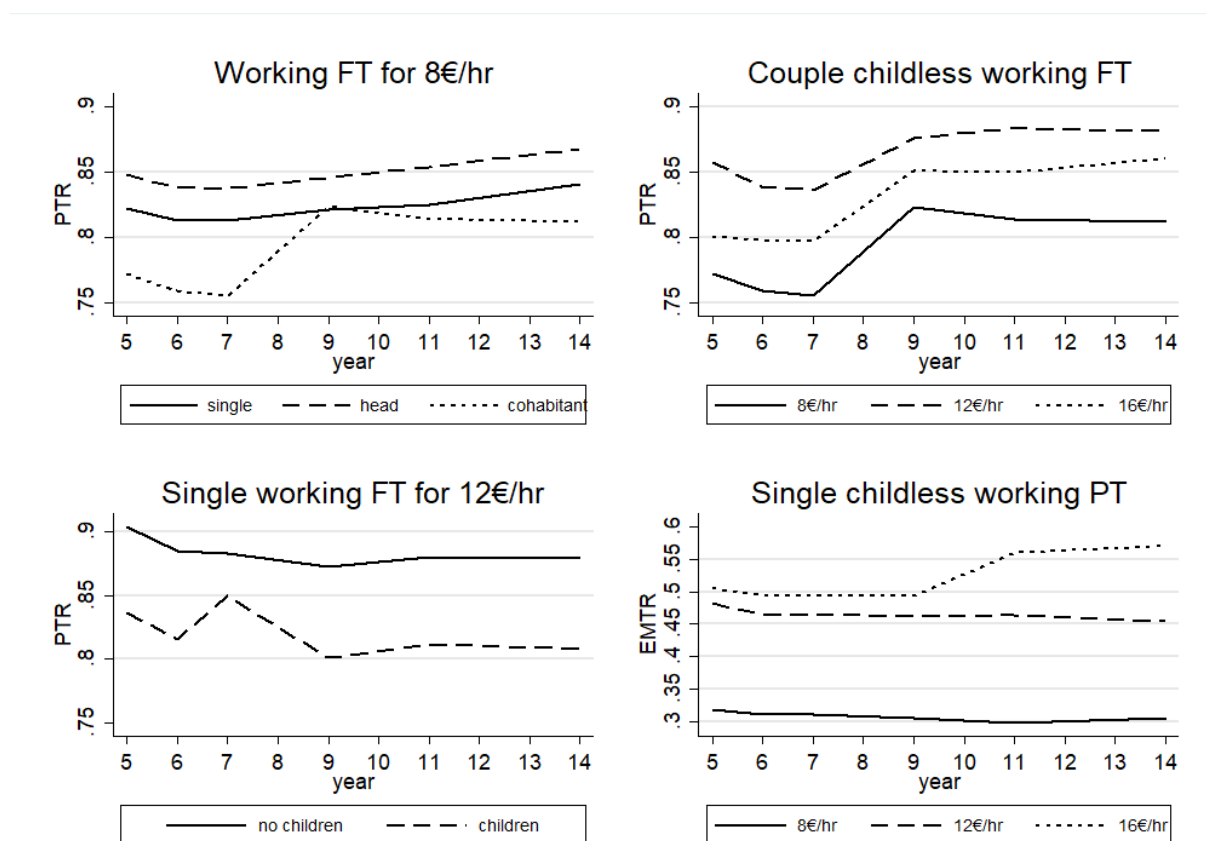 Working FT for 8€/hr
PTR
.9
.85
.8
.75
5 6 7 8 9 10 11 12 13 14
year
single head cohabitant
Couple childless working FT
PTR
.9
.85
.8
.75
5 6 7 8 9 10 11 12 13 14
year
8€/hr 12€/hr 16€/hr
Single working FT for 12€/hr
PTR
.9
.85
.8
.75
5 6 7 8 9 10 11 12 13 14
year
no children children
Single childless working PT
EMTR
.6
.55
.5
.45
.4
.35
.3
5 6 7 8 9 10 11 12 13 14
year
8€/hr 12€/hr 16€/hr